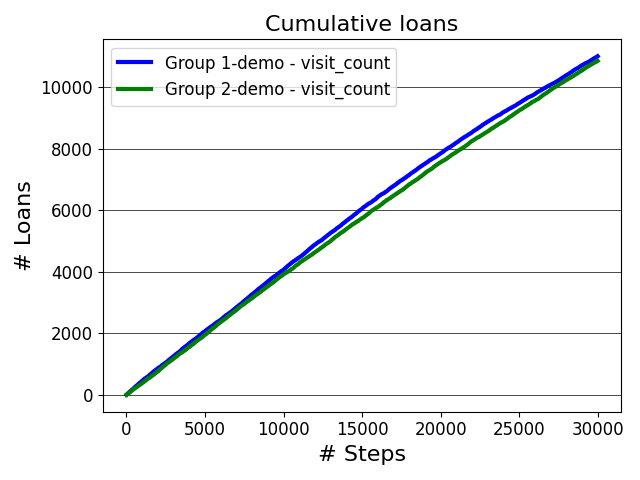 Cumulative loans
Group 1-demo - visit_count
Group 2-demo - visit_count
# Loans
10000
8000
6000
4000
2000
0
0 5000 10000 15000 20000 25000 30000
# Steps